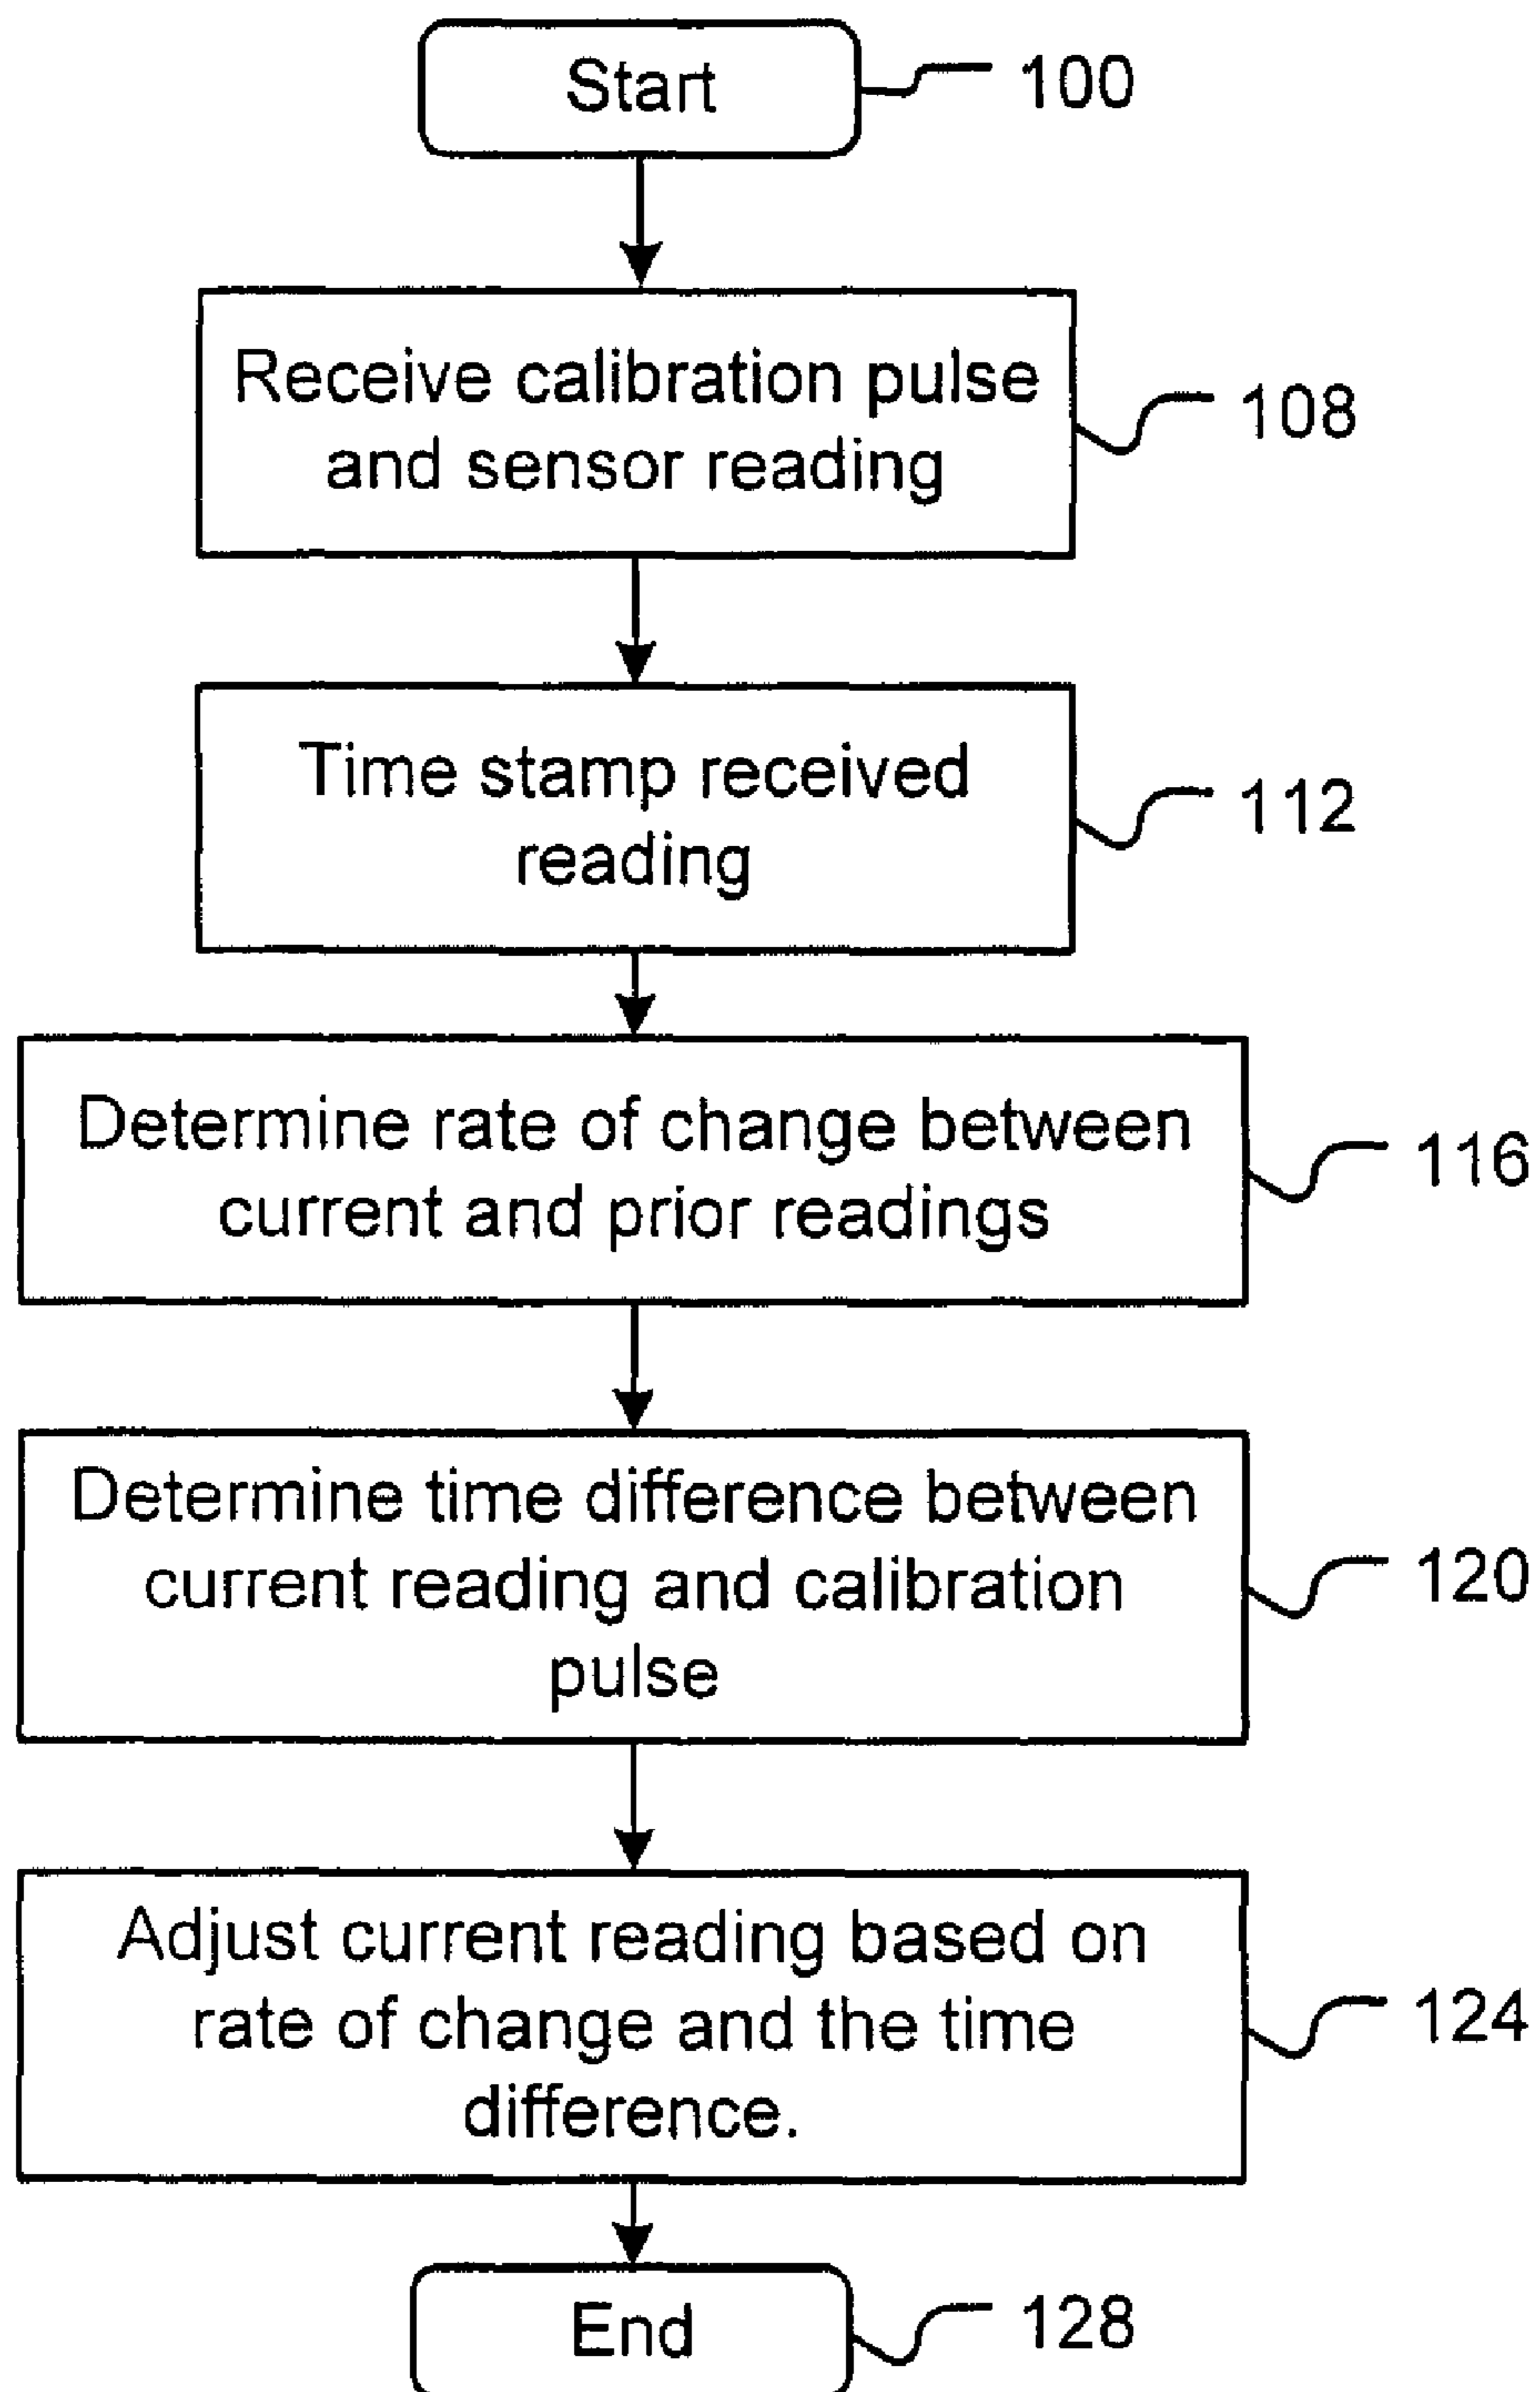 Start
100
Receive calibration pulse
and sensor reading
108
Time stamp received
reading
112
Determine rate of change between
current and prior readings
116
Determine time difference between
current reading and calibration
pulse
120
Adjust current reading based on
rate of change and the time
difference.
124
End
128